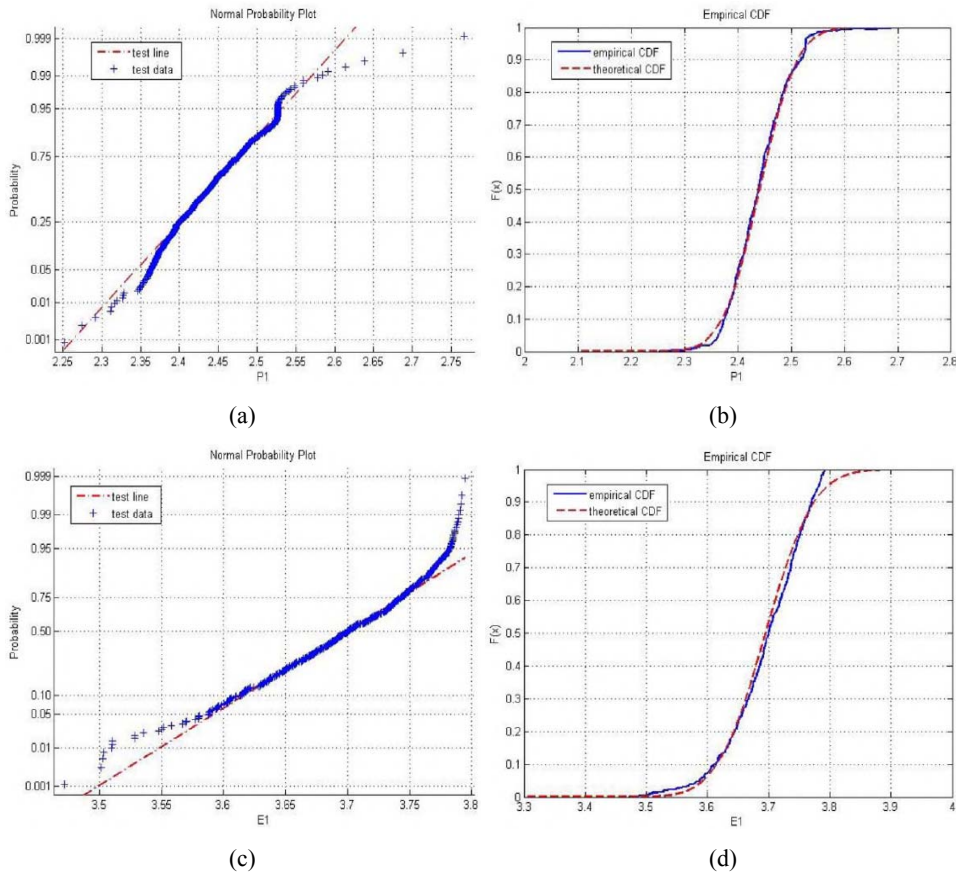 Normal Probability Plot
0.999
0.99
0.95
0.75
0.25
0.05
0.01
0.001
Probability
test line
test data
2.25 2.3 2.35 2.4 2.45 2.5 2.55 2.6 2.65 2.7 2.75
P1
(a)
Empirical CDF
1
0.9
0.8
0.7
0.6
0.5
0.4
0.3
0.2
0.1
0
F(x)
empirical CDF
theoretical CDF
2 2.1 2.2 2.3 2.4 2.5 2.6 2.7 2.8
P1
(b)
Normal Probability Plot
0.999
0.99
0.95
0.75
0.50
0.10
0.05
0.01
0.001
Probability
test line
test data
3.5 3.55 3.6 3.65 3.7 3.75 3.8
E1
(c)
Empirical CDF
1
0.9
0.8
0.7
0.6
0.5
0.4
0.3
0.2
0.1
0
F(x)
empirical CDF
theoretical CDF
3.3 3.4 3.5 3.6 3.7 3.8 3.9 4
E1
(d)